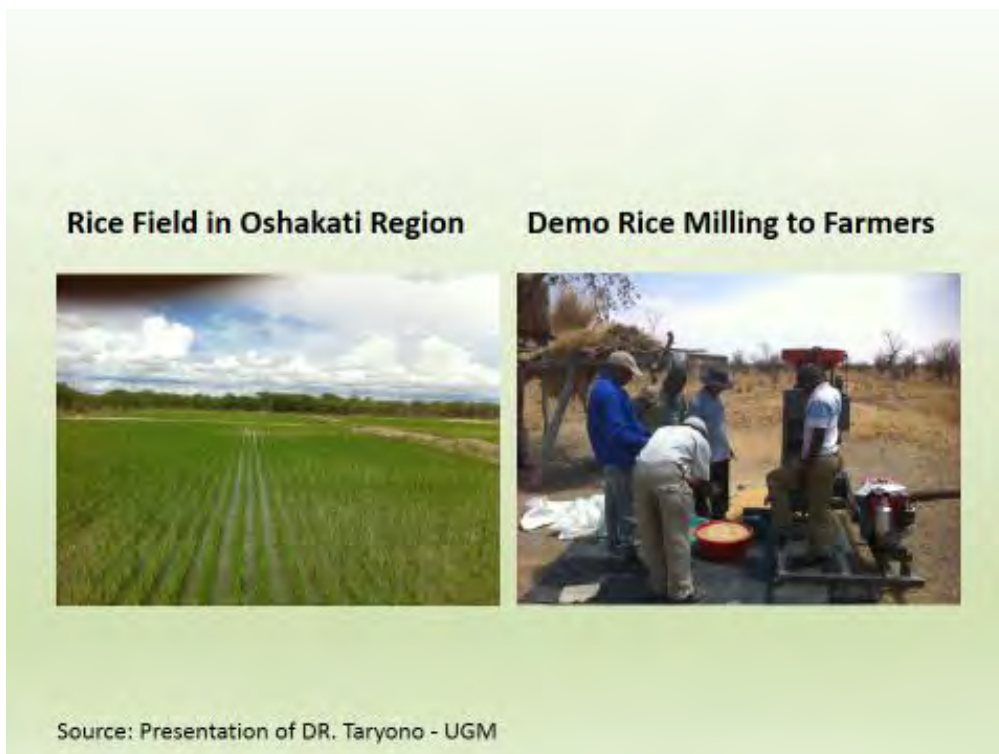 Rice Field in Oshakati Region
Demo Rice Milling to Farmers
Source: Presentation of DR. Taryono - UGM